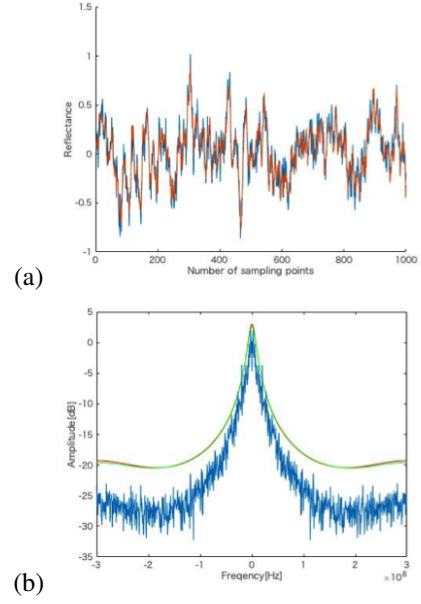 1.5
1
0.5
0
-0.5
-1
Reflectance
0 200 400 600 800 1000
Number of sampling points
(a)
5
0
-5
-10
-15
-20
-25
-30
-35
Amplitude[dB]
-3 -2 -1 0 1 2 3
Freqency[Hz]
×10⁸
(b)